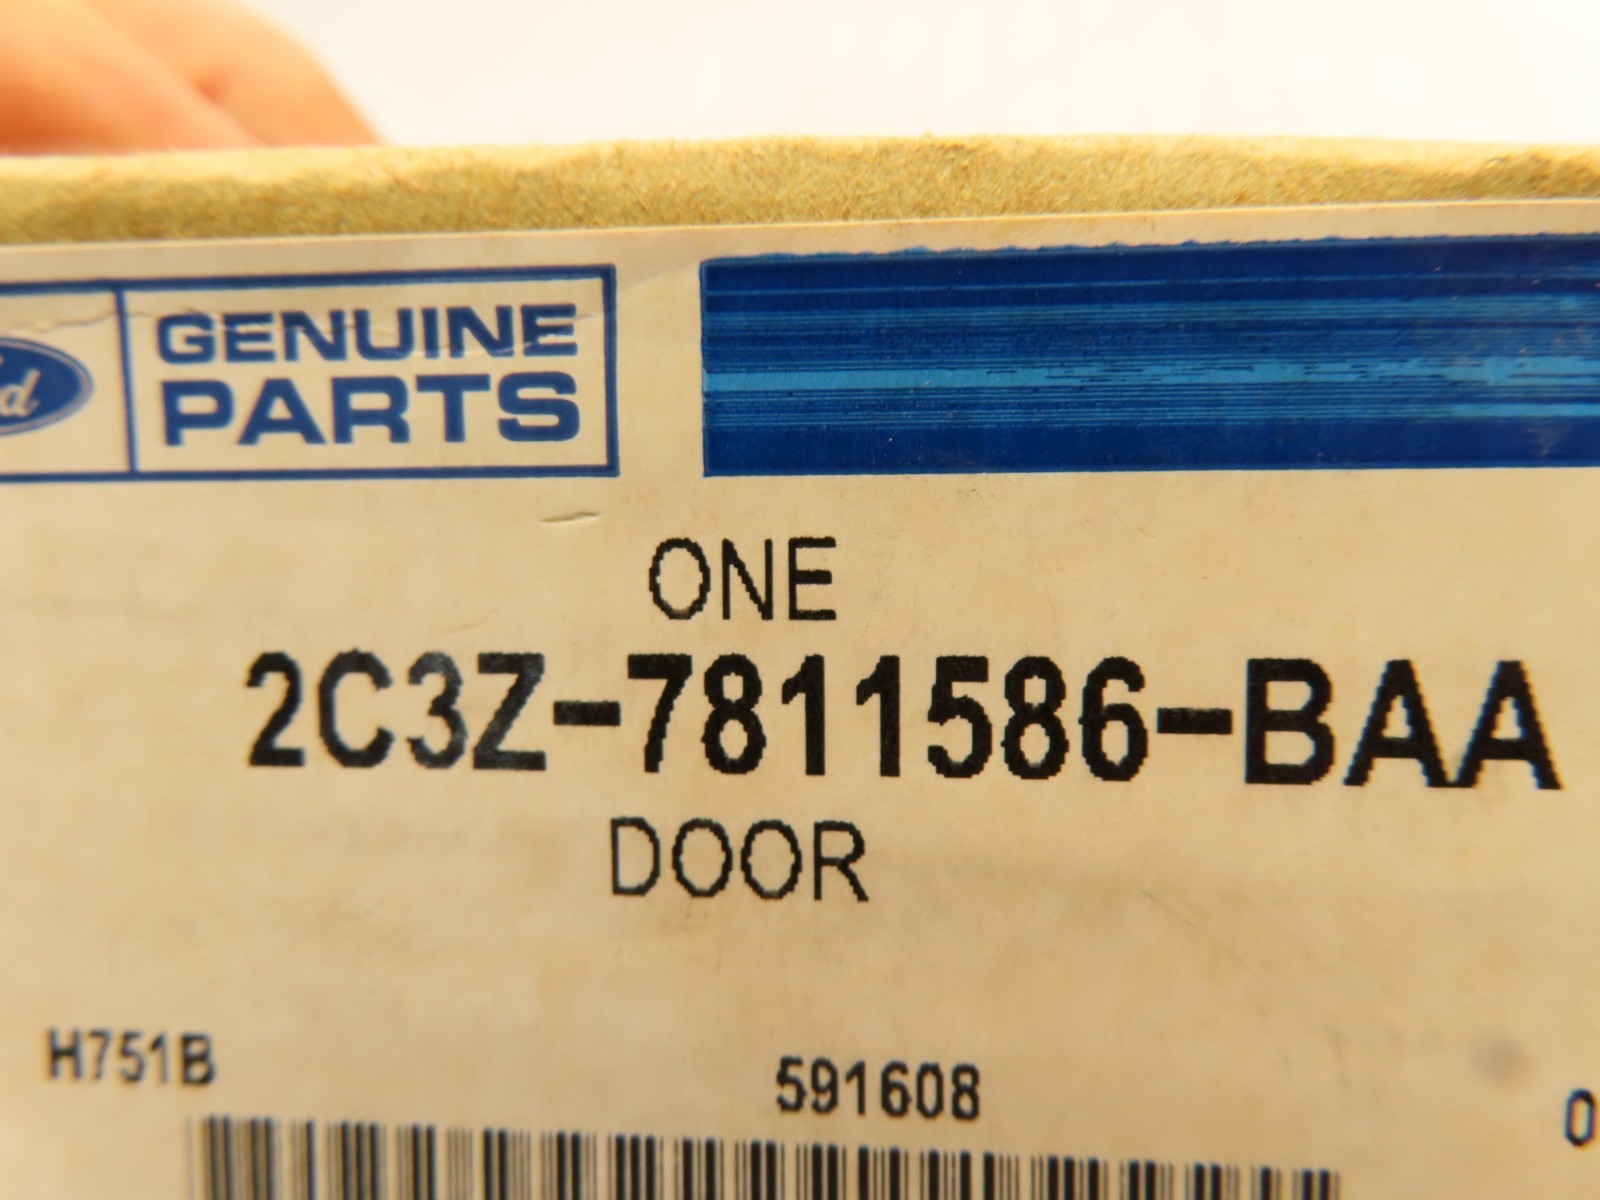 GENUINE
PARTS
ONE
2C3Z-7811586-BAA
DOOR
H751B
591608